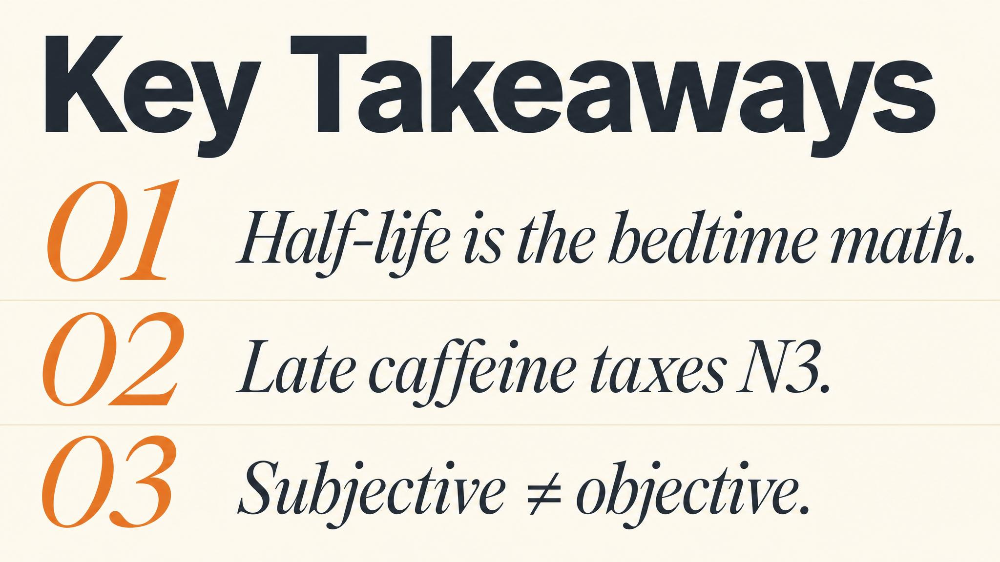 Key Takeaways
01 Half-life is the bedtime math.
02 Late caffeine taxes N3.
03 Subjective ≠ objective.